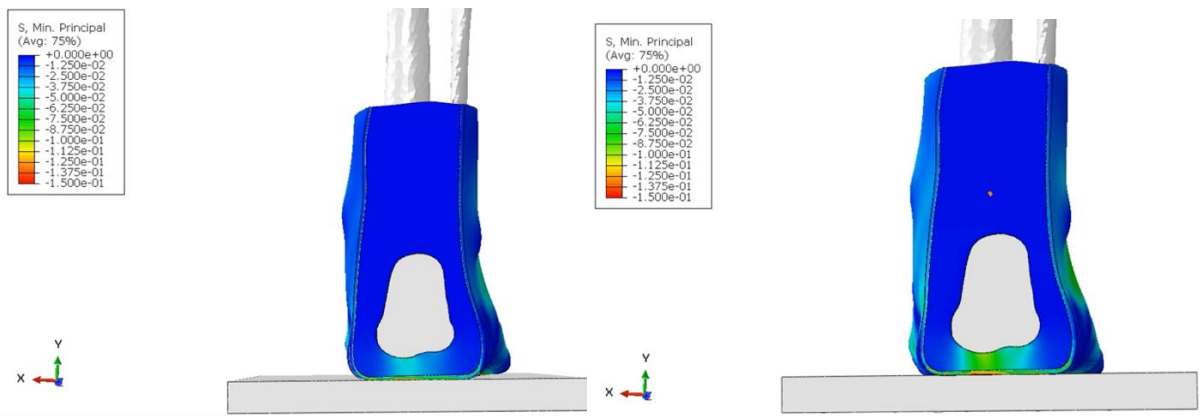 S, Min. Principal
(Avg: 75%)
+0.000e+00
-1.250e-02
-2.500e-02
-3.750e-02
-5.000e-02
-6.250e-02
-7.500e-02
-8.750e-02
-1.000e-01
-1.125e-01
-1.250e-01
-1.375e-01
-1.500e-01
Y
X
S, Min. Principal
(Avg: 75%)
+0.000e+00
-1.250e-02
-2.500e-02
-3.750e-02
-5.000e-02
-6.250e-02
-7.500e-02
-8.750e-02
-1.000e-01
-1.125e-01
-1.250e-01
-1.375e-01
-1.500e-01
Y
X